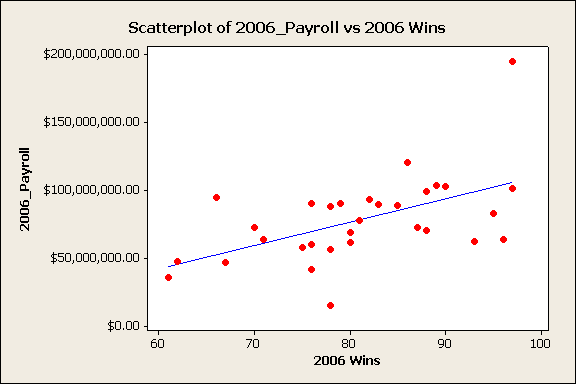 Scatterplot of 2006_Payroll vs 2006 Wins
$200,000,000.00
$150,000,000.00
$100,000,000.00
$50,000,000.00
$0.00
2006_Payroll
60 70 80 90 100
2006 Wins